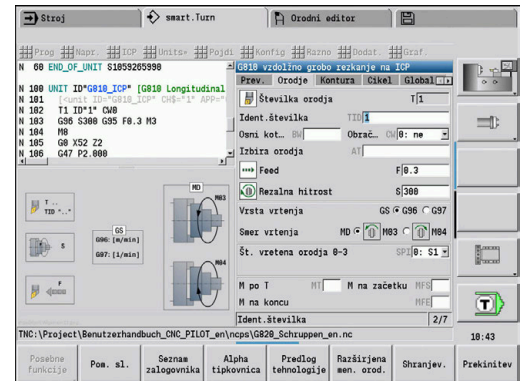 Stroj
smart.Turn
Orodni editor
Prog Napr. ICP Units» Pojdi Konfig Razno Dodat. Graf.
N 60 END_OF_UNIT S1059265990
N 100 UNIT ID"G810_ICP" [G810 Longitudinal
N 101 [<unit ID="G810_ICP" CHS="1" APP=
N 102 T1 ID"1" CW0
N 103 G96 S300 G95 F0.3 M3
N 104 M8
N 105 G0 X52 Z2
N 106 G47 P2.000
G810 vzdolžno grobo rezkanje na ICP
Prev. Orodje Kontura Cikel Global
Številka orodja T 1
Ident.številka TID 1
Osni kot.. BW Obrač.. CW 0: ne
Izbira orodja AT
Feed F 0.3
Rezalna hitrost S 300
Vrsta vrtenja GS G96 G97
Smer vrtenja MD M03 M04
Št. vretena orodja 0-3 SPI 0: S1
M po T MT M na začetku MFS
M na koncu MFE
Ident.številka 2/7
T ..
TID "..."
S
F
GS
G96: [m/min]
G97: [1/min]
MD
M03
M04
TNC:\Project\Benutzerhandbuch_CNC_PILOT_en\ncps\G820_Schruppen_en.nc
T
10:43
Posebne funkcije
Pom. sl.
Seznam zalogovnika
Alpha tipkovnica
Predlog tehnologije
Razširjena men. orod.
Shranjev.
Prekinitev